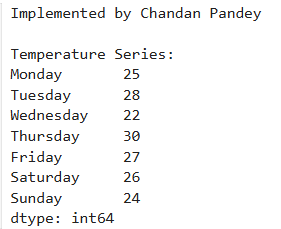 Implemented by Chandan Pandey
Temperature Series:
Monday 25
Tuesday 28
Wednesday 22
Thursday 30
Friday 27
Saturday 26
Sunday 24
dtype: int64